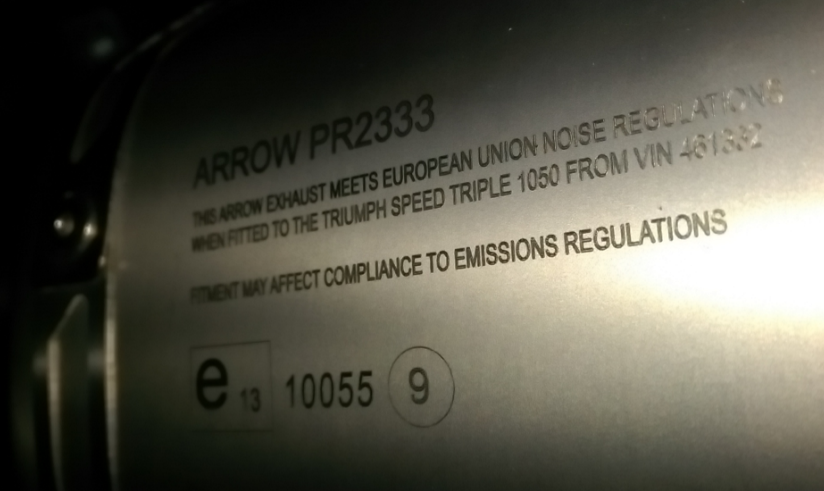 ARROW PR2333
THIS ARROW EXHAUST MEETS EUROPEAN UNION NOISE REGULATIONS
WHEN FITTED TO THE TRIUMPH SPEED TRIPLE 1050 FROM VIN 461332
FITMENT MAY AFFECT COMPLIANCE TO EMISSIONS REGULATIONS
e 13 10055 9